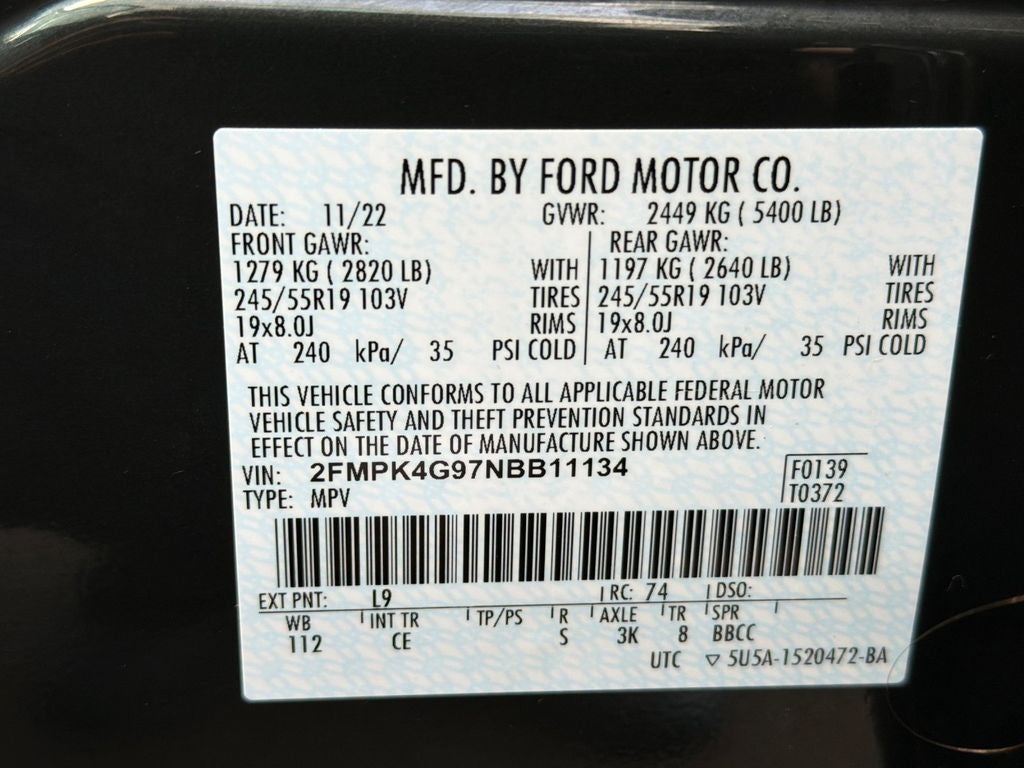 MFD. BY FORD MOTOR CO.
DATE: 11/22 GVWR: 2449 KG ( 5400 LB)
FRONT GAWR: REAR GAWR:
1279 KG ( 2820 LB) WITH 1197 KG ( 2640 LB) WITH
245/55R19 103V TIRES 245/55R19 103V TIRES
19x8.0J RIMS 19x8.0J RIMS
AT 240 kPa/ 35 PSI COLD AT 240 kPa/ 35 PSI COLD
THIS VEHICLE CONFORMS TO ALL APPLICABLE FEDERAL MOTOR
VEHICLE SAFETY AND THEFT PREVENTION STANDARDS IN
EFFECT ON THE DATE OF MANUFACTURE SHOWN ABOVE.
VIN: 2FMPK4G97NBB11134 F0139
TYPE: MPV T0372
EXT PNT: L9 RC: 74 DSO:
WB INT TR TP/PS R AXLE TR SPR
112 CE S 3K 8 BBCC
UTC ▽ 5U5A-1520472-BA